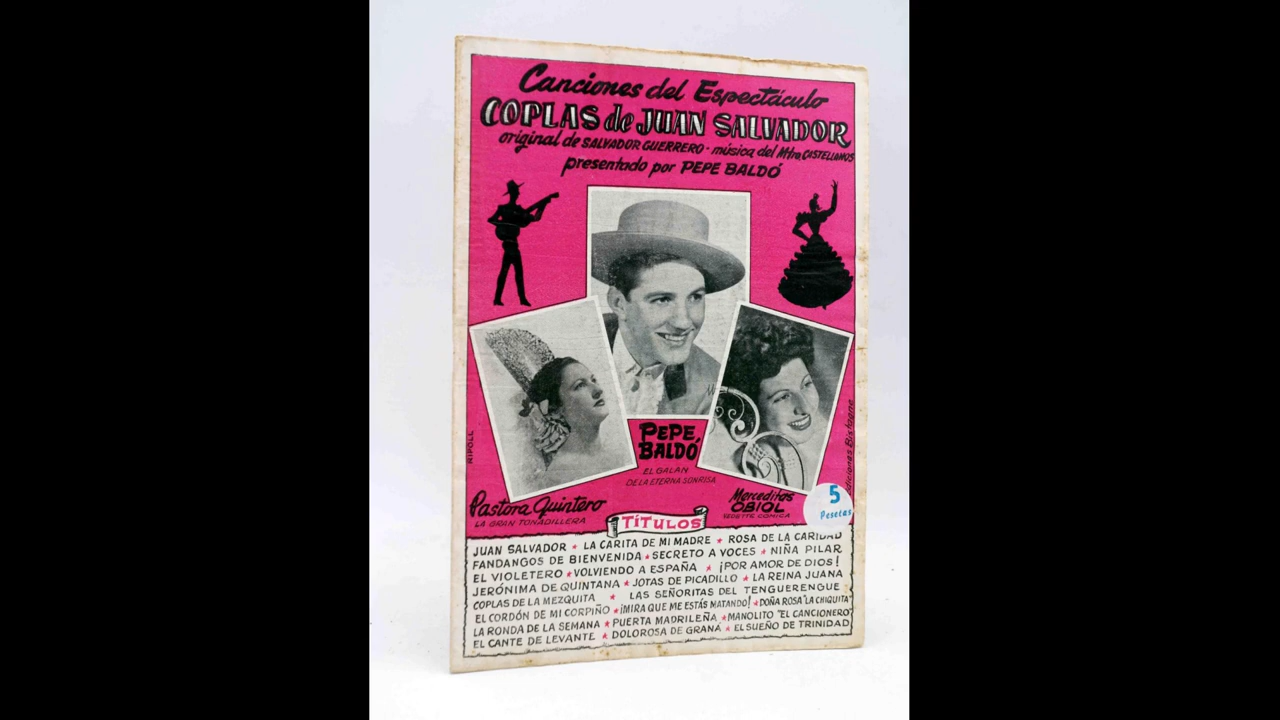 Canciones del Espectáculo
COPLAS de JUAN SALVADOR
original de SALVADOR GUERRERO - música del Mtro. CASTELLANOS
presentado por PEPE BALDÓ
PEPE BALDÓ
EL GALAN
DE LA ETERNA SONRISA
RIPOLL
Ediciones Bistagne
Pastora Quintero
LA GRAN TONADILLERA
Merceditas
OBIOL
VEDETTE COMICA
5
Pesetas
TÍTULOS
JUAN SALVADOR * LA CARITA DE MI MADRE * ROSA DE LA CARIDAD
FANDANGOS DE BIENVENIDA * SECRETO A VOCES * NIÑA PILAR
EL VIOLETERO * VOLVIENDO A ESPAÑA * ¡POR AMOR DE DIOS!
JERÓNIMA DE QUINTANA * JOTAS DE PICADILLO * LA REINA JUANA
COPLAS DE LA MEZQUITA * LAS SEÑORITAS DEL TENGUERENGUE
EL CORDÓN DE MI CORPIÑO * ¡MIRA QUE ME ESTÁS MATANDO! * DOÑA ROSA "LA CHIQUITA"
LA RONDA DE LA SEMANA * PUERTA MADRILEÑA * MANOLITO "EL CANCIONERO"
EL CANTE DE LEVANTE * DOLOROSA DE GRANÁ * EL SUEÑO DE TRINIDAD